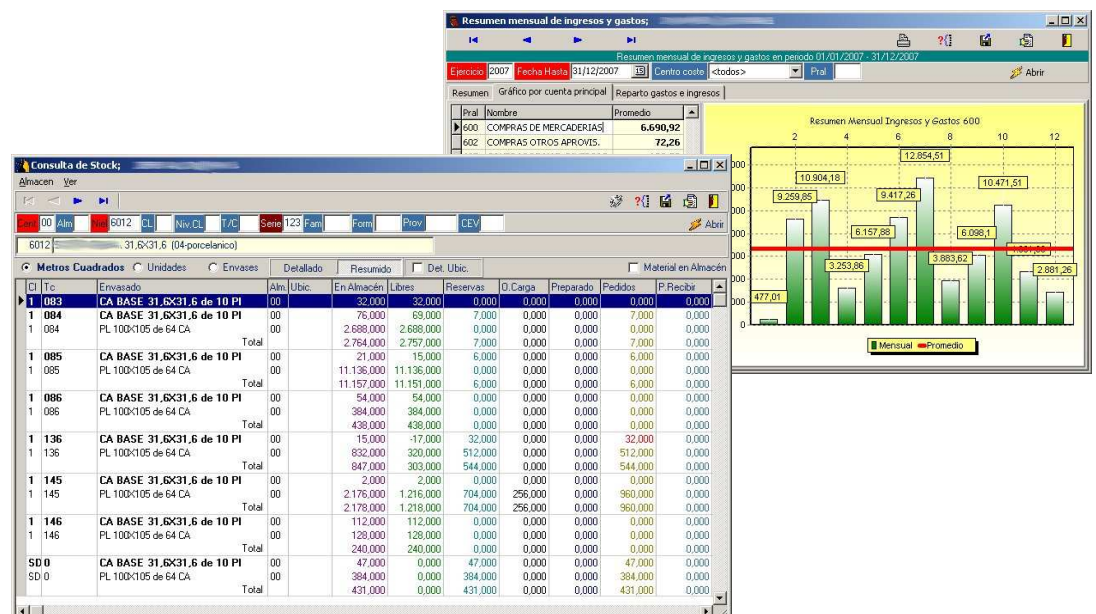 Resumen mensual de ingresos y gastos;
Resumen mensual de ingresos y gastos en periodo 01/01/2007 - 31/12/2007
Ejercicio 2007 Fecha Hasta 31/12/2007 15 Centro coste <todos> Pral Abrir
Resumen Gráfico por cuenta principal Reparto gastos e ingresos
Pral Nombre Promedio
600 COMPRAS DE MERCADERIAS 6.690,92
602 COMPRAS OTROS APROVIS. 72,26
Resumen Mensual Ingresos y Gastos 600
2 4 6 8 10 12
12.854,51
10.904,18 10.471,51
9.259,85 9.417,26
6.157,88 6.098,1
3.253,86 3.883,62 2.881,26
477,01
0
Mensual Promedio
Consulta de Stock;
Almacen Ver
Cent 00 Alm Niel 6012 CL Niv.CL T/C Serie 123 Fam Form Prov CEV Abrir
6012 . 31,6X31,6 (04-porcelanico)
Metros Cuadrados Unidades Envases Detallado Resumido Det. Ubic. Material en Almacén
Cl Tc Envasado Alm. Ubic. En Almacén Libres Reservas O.Carga Preparado Pedidos P.Recibir
1 083 CA BASE 31,6X31,6 de 10 PI 00 32,000 32,000 0,000 0,000 0,000 0,000 0,000
1 084 CA BASE 31,6X31,6 de 10 PI 00 76,000 69,000 7,000 0,000 0,000 7,000 0,000
1 084 PL 100X105 de 64 CA 00 2.688,000 2.688,000 0,000 0,000 0,000 0,000 0,000
Total 2.764,000 2.757,000 7,000 0,000 0,000 7,000 0,000
1 085 CA BASE 31,6X31,6 de 10 PI 00 21,000 15,000 6,000 0,000 0,000 6,000 0,000
1 085 PL 100X105 de 64 CA 00 11.136,000 11.136,000 0,000 0,000 0,000 0,000 0,000
Total 11.157,000 11.151,000 6,000 0,000 0,000 6,000 0,000
1 086 CA BASE 31,6X31,6 de 10 PI 00 54,000 54,000 0,000 0,000 0,000 0,000 0,000
1 086 PL 100X105 de 64 CA 00 384,000 384,000 0,000 0,000 0,000 0,000 0,000
Total 438,000 438,000 0,000 0,000 0,000 0,000 0,000
1 136 CA BASE 31,6X31,6 de 10 PI 00 15,000 -17,000 32,000 0,000 0,000 32,000 0,000
1 136 PL 100X105 de 64 CA 00 832,000 320,000 512,000 0,000 0,000 512,000 0,000
Total 847,000 303,000 544,000 0,000 0,000 544,000 0,000
1 145 CA BASE 31,6X31,6 de 10 PI 00 2,000 2,000 0,000 0,000 0,000 0,000 0,000
1 145 PL 100X105 de 64 CA 00 2.176,000 1.216,000 704,000 256,000 0,000 960,000 0,000
Total 2.178,000 1.218,000 704,000 256,000 0,000 960,000 0,000
1 146 CA BASE 31,6X31,6 de 10 PI 00 112,000 112,000 0,000 0,000 0,000 0,000 0,000
1 146 PL 100X105 de 64 CA 00 128,000 128,000 0,000 0,000 0,000 0,000 0,000
Total 240,000 240,000 0,000 0,000 0,000 0,000 0,000
SD 0 CA BASE 31,6X31,6 de 10 PI 00 47,000 0,000 47,000 0,000 0,000 47,000 0,000
SD 0 PL 100X105 de 64 CA 00 384,000 0,000 384,000 0,000 0,000 384,000 0,000
Total 431,000 0,000 431,000 0,000 0,000 431,000 0,000